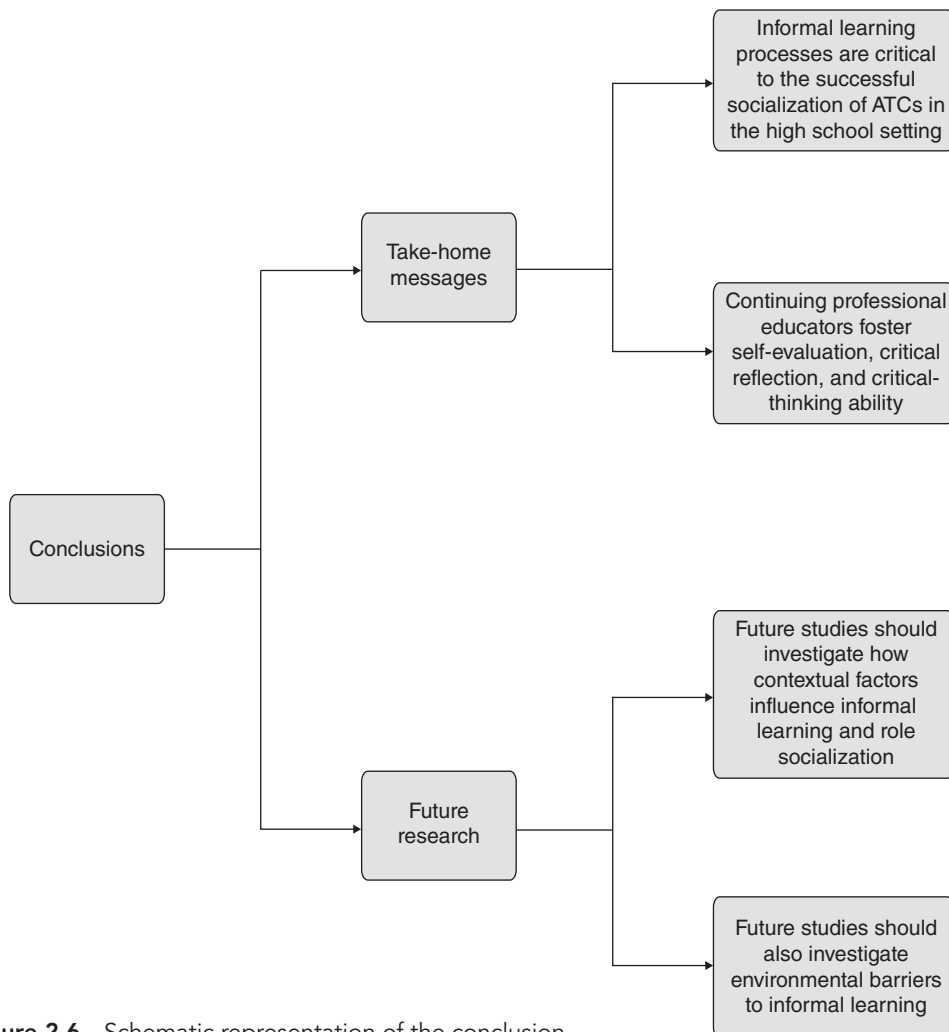 Informal learning
processes are critical
to the successful
socialization of ATCs in
the high school setting
Take-home
messages
Continuing professional
educators foster
self-evaluation, critical
reflection, and critical-
thinking ability
Conclusions
Future studies should
investigate how
contextual factors
influence informal
learning and role
socialization
Future
research
Future studies should
also investigate
environmental barriers
to informal learning
ure 2.6 Schematic representation of the conclusion